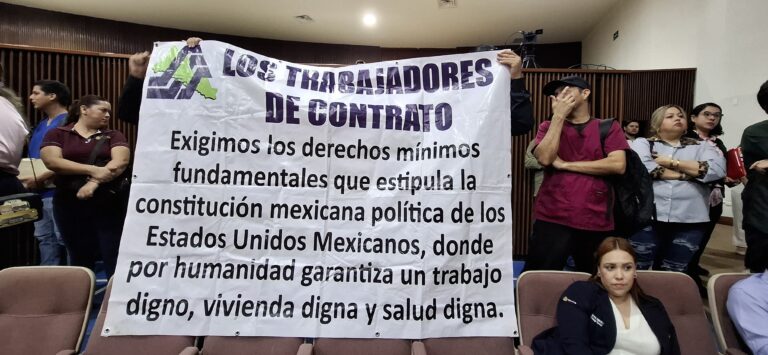 LOS TRABAJADORES
DE CONTRATO
Exigimos los derechos mínimos
fundamentales que estipula la
constitución mexicana política de los
Estados Unidos Mexicanos, donde
por humanidad garantiza un trabajo
digno, vivienda digna y salud digna.